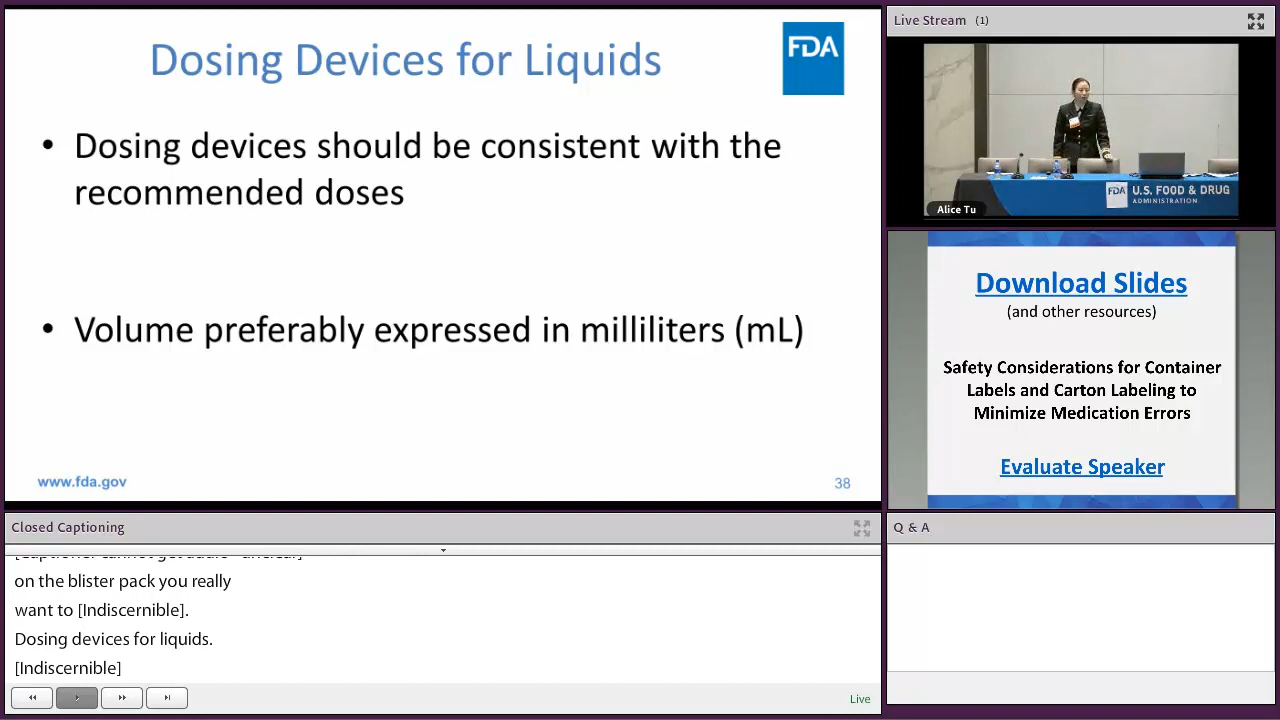 Dosing Devices for Liquids
FDA
• Dosing devices should be consistent with the
recommended doses
• Volume preferably expressed in milliliters (mL)
www.fda.gov
38
Live Stream (1)
FDA U.S. FOOD & DRUG
ADMINISTRATION
Alice Tu
Download Slides
(and other resources)
Safety Considerations for Container
Labels and Carton Labeling to
Minimize Medication Errors
Evaluate Speaker
Closed Captioning
on the blister pack you really
want to [Indiscernible].
Dosing devices for liquids.
[Indiscernible]
Live
Q & A